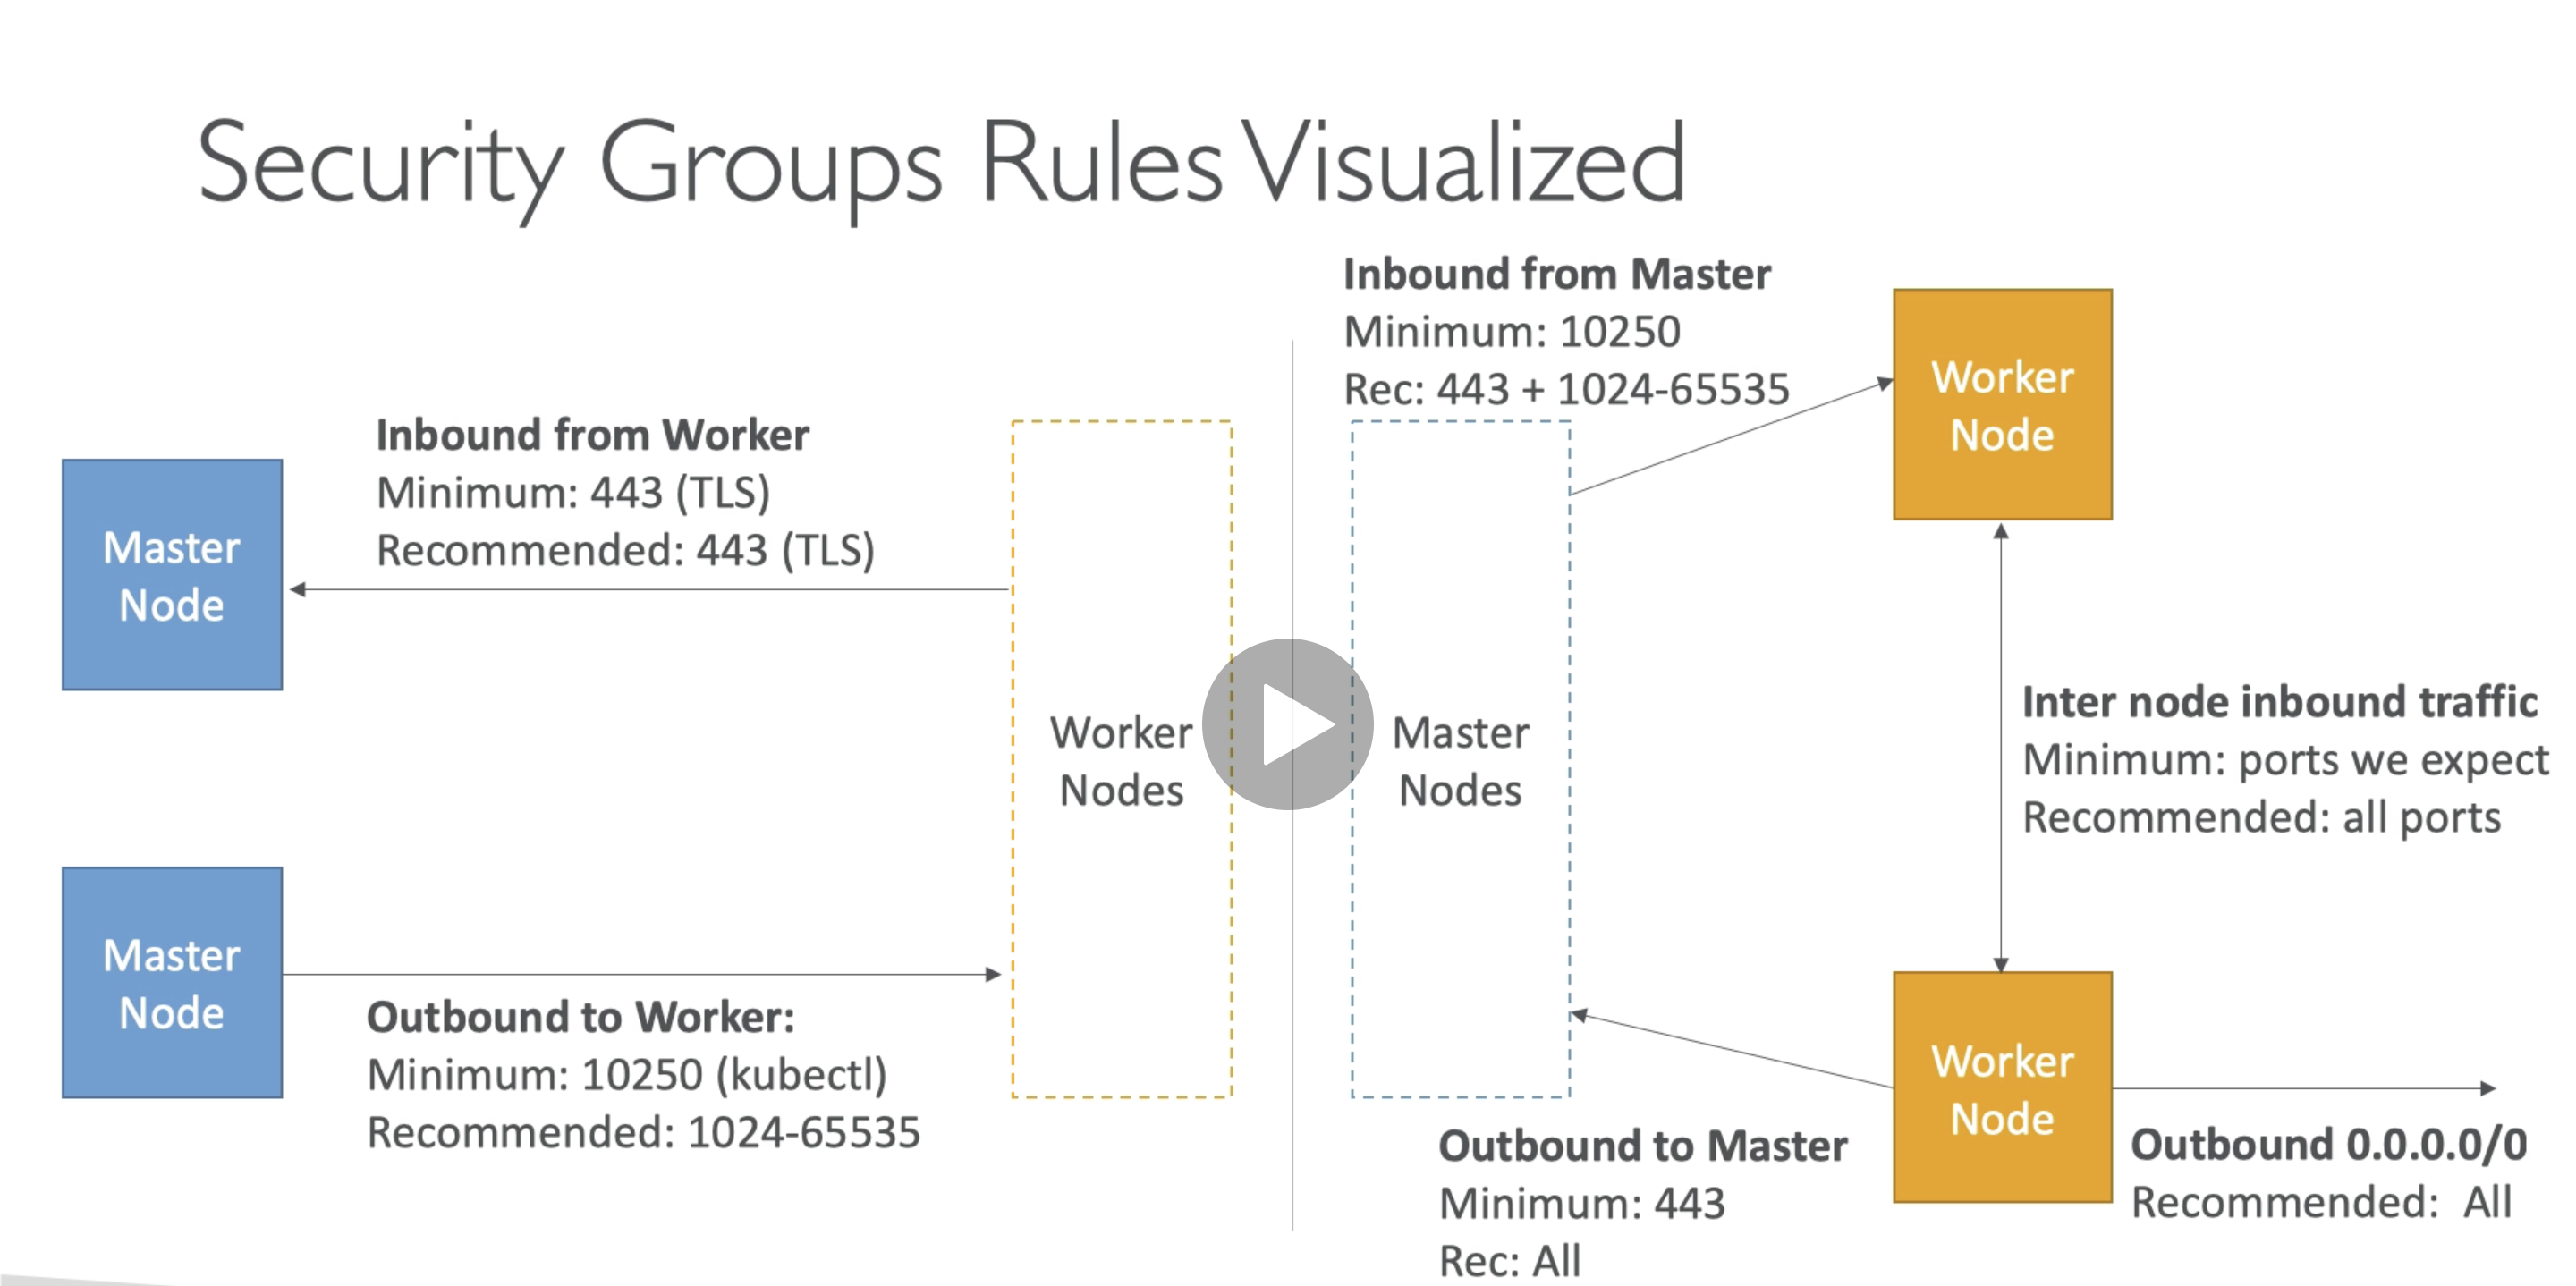 Security Groups Rules Visualized
Inbound from Worker
Minimum: 443 (TLS)
Recommended: 443 (TLS)
Master
Node
Master
Node
Outbound to Worker:
Minimum: 10250 (kubectl)
Recommended: 1024-65535
Worker
Nodes
Inbound from Master
Minimum: 10250
Rec: 443 + 1024-65535
Master
Nodes
Worker
Node
Inter node inbound traffic
Minimum: ports we expect
Recommended: all ports
Worker
Node
Outbound to Master
Minimum: 443
Rec: All
Outbound 0.0.0.0/0
Recommended: All